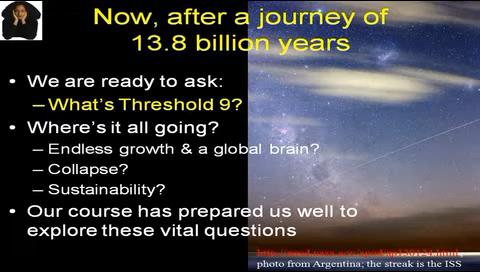 Now, after a journey of
13.8 billion years
• We are ready to ask:
–What's Threshold 9?
• Where's it all going?
– Endless growth & a global brain?
– Collapse?
– Sustainability?
• Our course has prepared us well to
explore these vital questions
photo from Argentina; the streak is the ISS